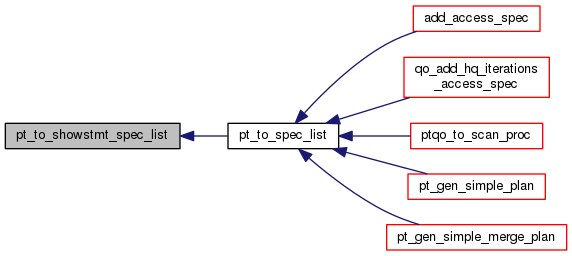 add_access_spec
qo_add_hq_iterations
_access_spec
pt_to_showstmt_spec_list
pt_to_spec_list
ptqo_to_scan_proc
pt_gen_simple_plan
pt_gen_simple_merge_plan